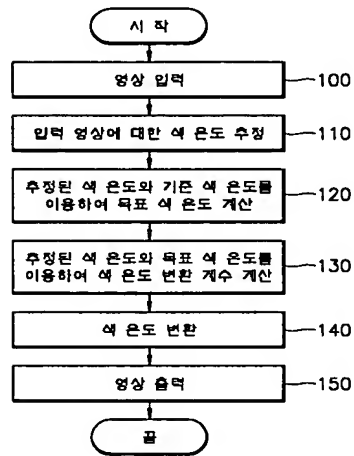 시 작
영상 입력
100
입력 영상에 대한 색 온도 추정
110
추정된 색 온도와 기준 색 온도를
이용하여 목표 색 온도 계산
120
추정된 색 온도와 목표 색 온도를
이용하여 색 온도 변환 계수 계산
130
색 온도 변환
140
영상 출력
150
끝